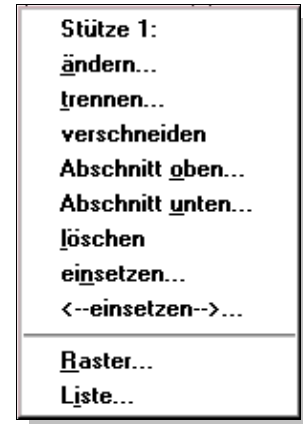 Stütze 1:
ändern...
trennen...
verschneiden
Abschnitt oben...
Abschnitt unten...
löschen
einsetzen...
<--einsetzen-->...
Raster...
Liste...